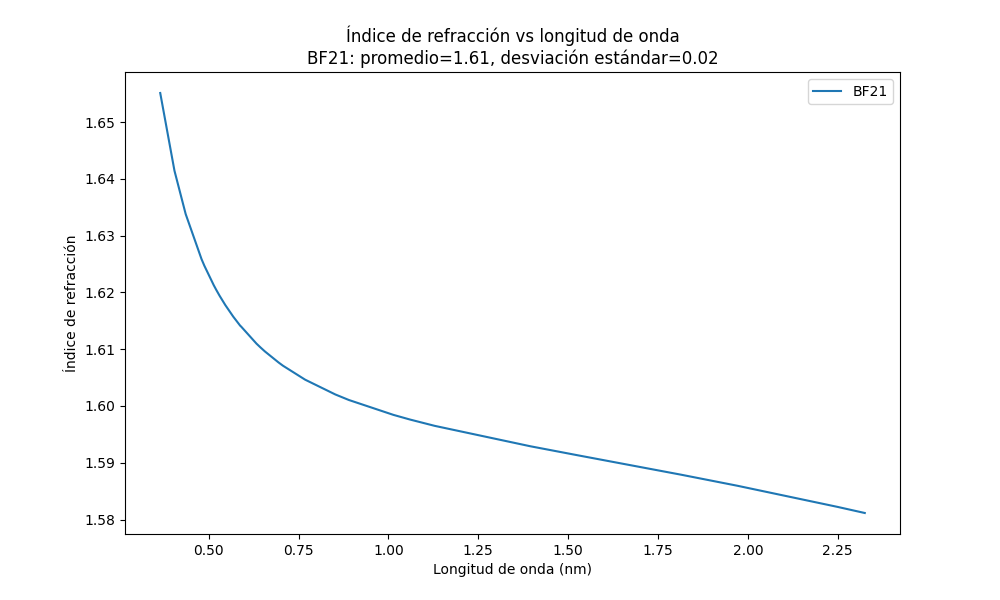 Índice de refracción vs longitud de onda
BF21: promedio=1.61, desviación estándar=0.02
BF21
Índice de refracción
1.65
1.64
1.63
1.62
1.61
1.60
1.59
1.58
0.50 0.75 1.00 1.25 1.50 1.75 2.00 2.25
Longitud de onda (nm)